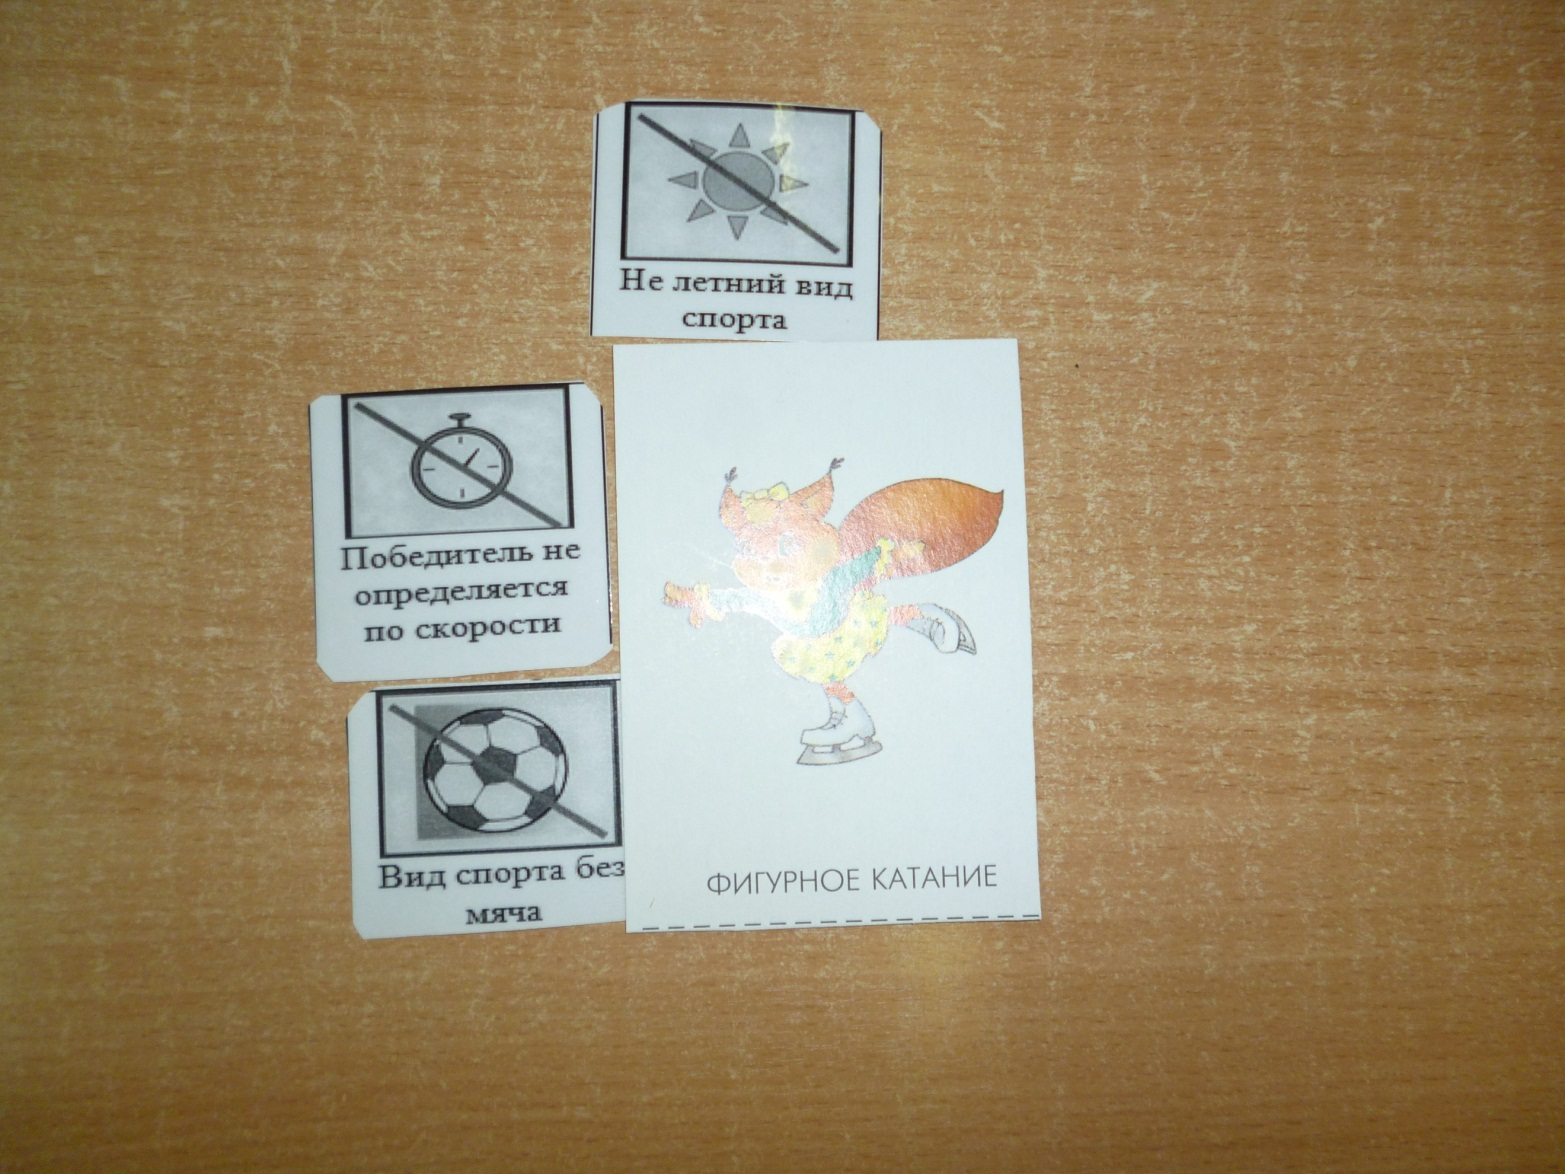 Не летний вид
спорта
Победитель не
определяется
по скорости
Вид спорта без
мяча
ФИГУРНОЕ КАТАНИЕ